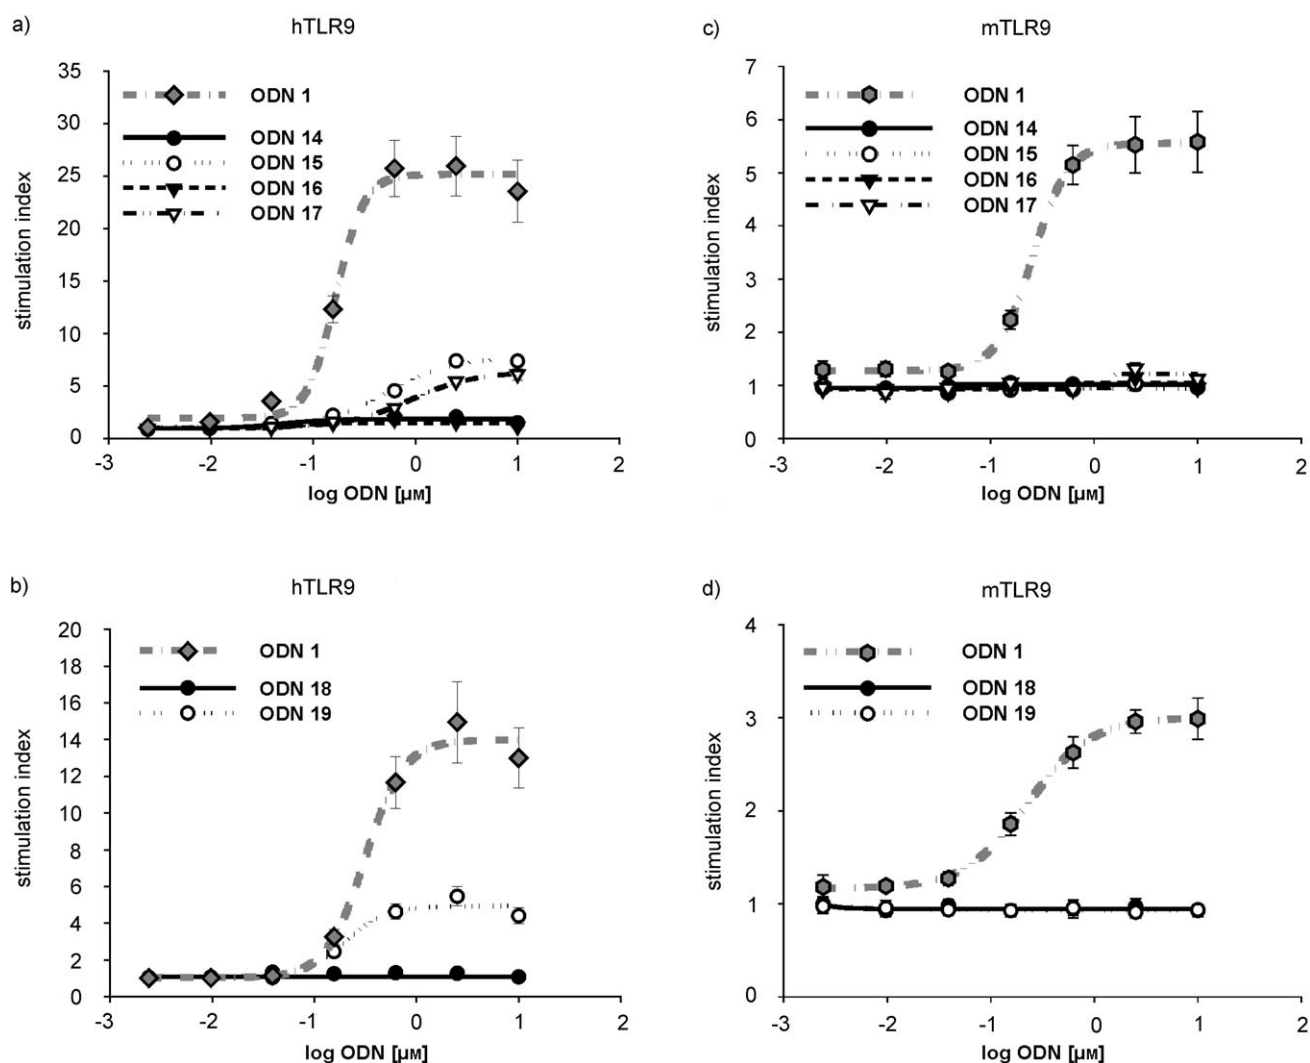 a)
hTLR9
stimulation index
35
30
25
20
15
10
5
0
ODN 1
ODN 14
ODN 15
ODN 16
ODN 17
-3
-2
-1
0
1
2
log ODN [µM]
c)
mTLR9
stimulation index
7
6
5
4
3
2
1
0
ODN 1
ODN 14
ODN 15
ODN 16
ODN 17
-3
-2
-1
0
1
2
log ODN [µM]
b)
hTLR9
stimulation index
20
18
16
14
12
10
8
6
4
2
0
ODN 1
ODN 18
ODN 19
-3
-2
-1
0
1
2
log ODN [µM]
d)
mTLR9
stimulation index
4
3
2
1
0
ODN 1
ODN 18
ODN 19
-3
-2
-1
0
1
2
log ODN [µM]